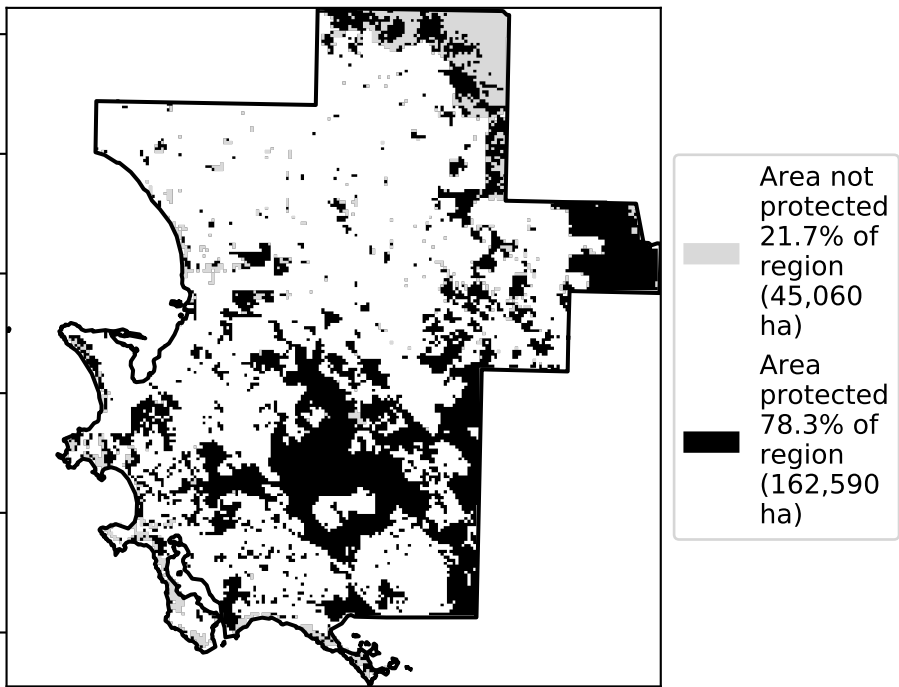 Area not
protected
21.7% of
region
(45,060
ha)
Area
protected
78.3% of
region
(162,590
ha)